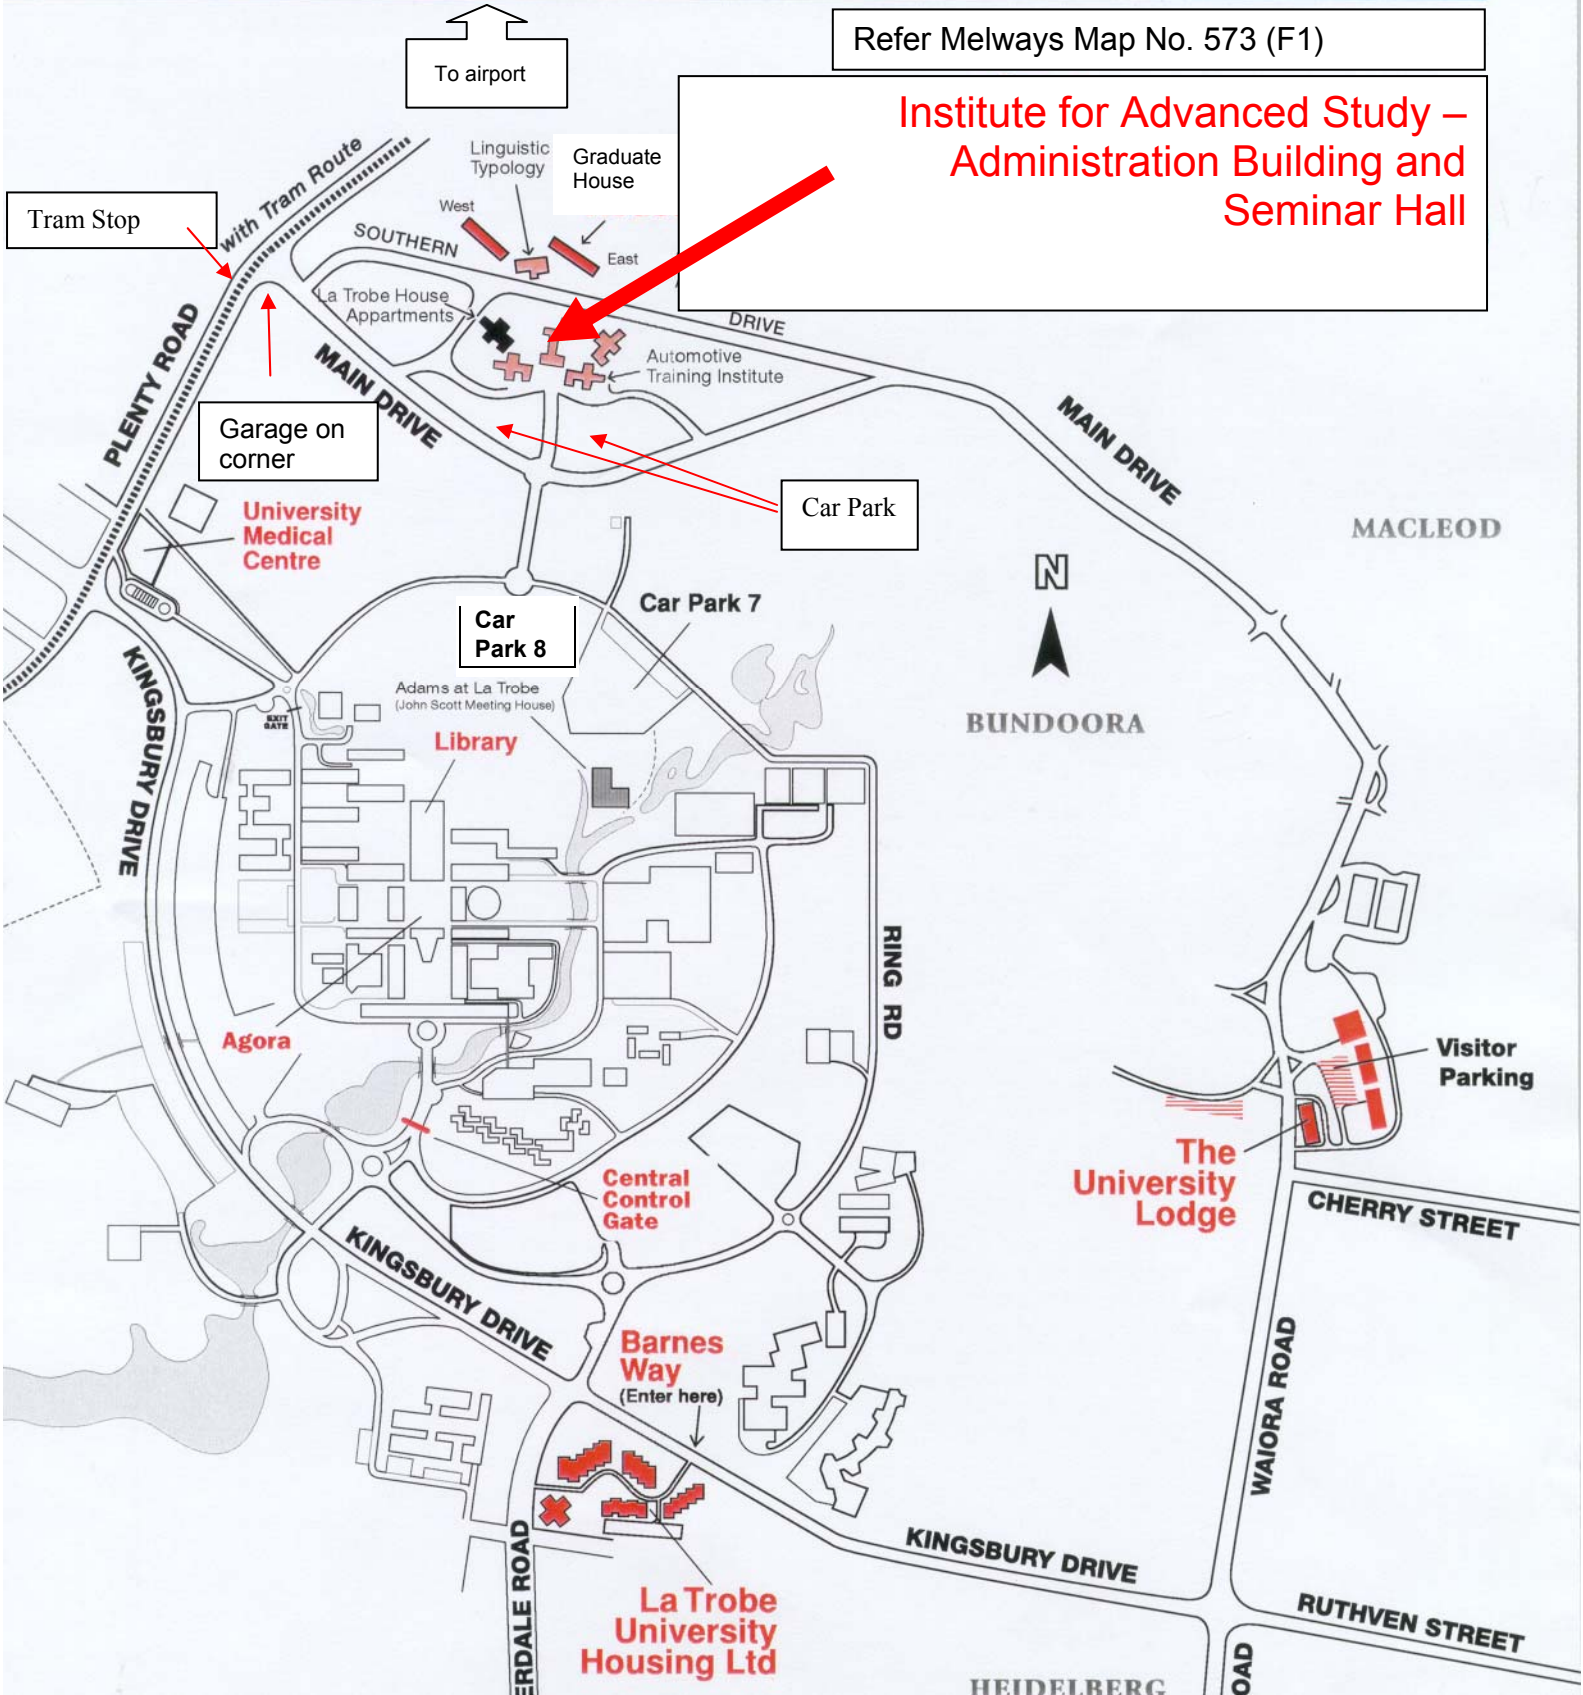 To airport
Refer Melways Map No. 573 (F1)
Institute for Advanced Study –
Administration Building and
Seminar Hall
Linguistic
Typology
Graduate
House
with Tram Route
Tram Stop
West
SOUTHERN
East
La Trobe House
Appartments
DRIVE
Automotive
Training Institute
PLENTY ROAD
MAIN DRIVE
MAIN DRIVE
Garage on
corner
Car Park
University
Medical
Centre
MACLEOD
N
Car
Park 8
Car Park 7
KINGSBURY DRIVE
Adams at La Trobe
(John Scott Meeting House)
EXIT
GATE
BUNDOORA
Library
RING RD
Agora
Visitor
Parking
The
University
Lodge
Central
Control
Gate
CHERRY STREET
KINGSBURY DRIVE
Barnes
Way
(Enter here)
WAIORA ROAD
KINGSBURY DRIVE
ERDALE ROAD
La Trobe
University
Housing Ltd
RUTHVEN STREET
HEIDELBERG
OAD